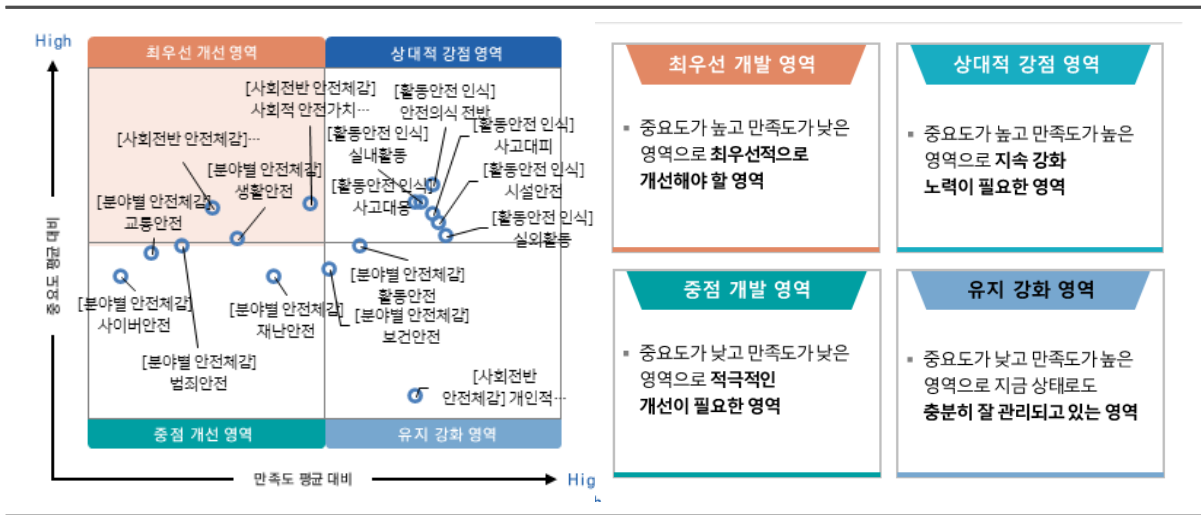 High
최우선 개선 영역
상대적 강점 영역
[사회전반 안전체감]
사회적 안전가치…
[활동안전 인식]
안전의식 전반
[사회전반 안전체감]…
[활동안전 인식]
실내활동
[활동안전 인식]
사고대피
[분야별 안전체감]
생활안전
[활동안전 인식]
사고대응
[활동안전 인식]
시설안전
[분야별 안전체감]
교통안전
[활동안전 인식]
실외활동
[분야별 안전체감]
사이버안전
[분야별 안전체감]
재난안전
[분야별 안전체감]
활동안전
[분야별 안전체감]
보건안전
[분야별 안전체감]
범죄안전
[사회전반
안전체감] 개인적…
중점 개선 영역
유지 강화 영역
중요도 평균 대비
만족도 평균 대비
High
최우선 개발 영역
▪ 중요도가 높고 만족도가 낮은
영역으로 최우선적으로
개선해야 할 영역
상대적 강점 영역
▪ 중요도가 높고 만족도가 높은
영역으로 지속 강화
노력이 필요한 영역
중점 개발 영역
▪ 중요도가 낮고 만족도가 낮은
영역으로 적극적인
개선이 필요한 영역
유지 강화 영역
▪ 중요도가 낮고 만족도가 높은
영역으로 지금 상태로도
충분히 잘 관리되고 있는 영역